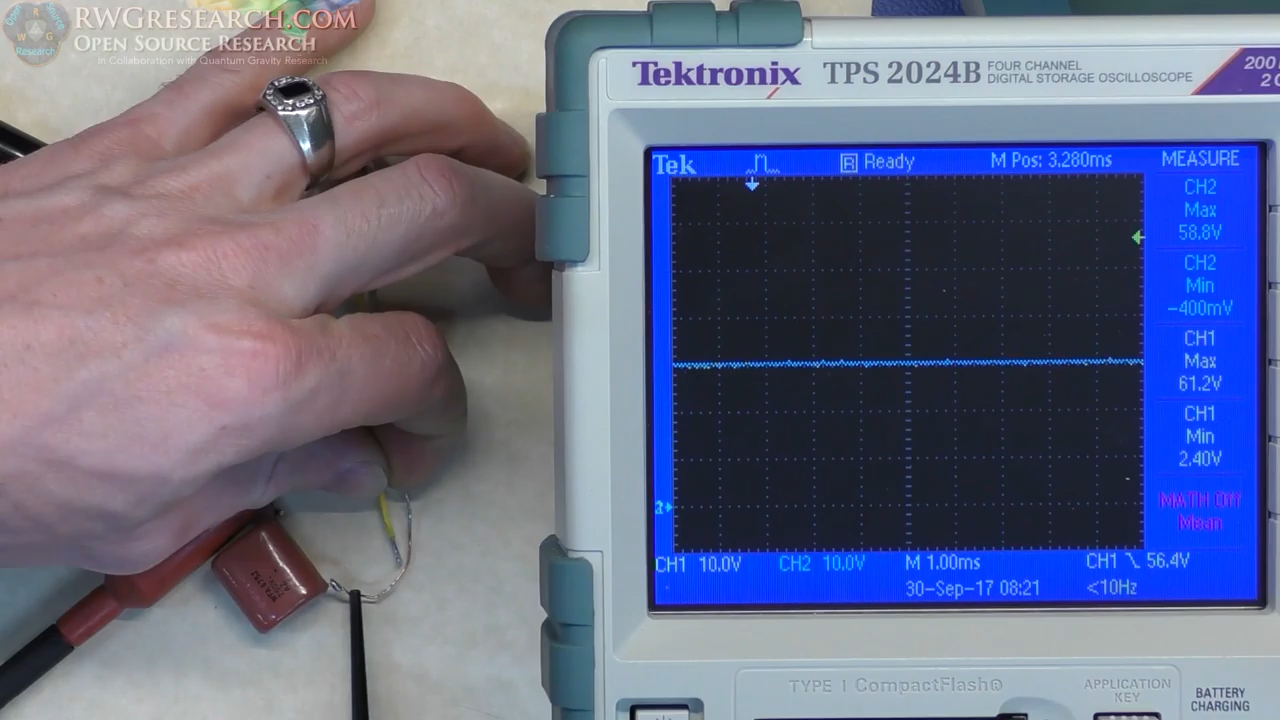 RWGRESEARCH.COM
OPEN SOURCE RESEARCH
in Collaboration with Quantum Gravity Research
Research
Tektronix TPS 2024B FOUR CHANNEL
DIGITAL STORAGE OSCILLOSCOPE
200
Tek R Ready M Pos: 3.280ms MEASURE
CH2
Max
58.8V
CH2
Min
-400mV
CH1
Max
61.2V
CH1
Min
2.40V
MATH Off
Mean
CH1 10.0V CH2 10.0V M 1.00ms CH1 56.4V
30-Sep-17 08:21 <10Hz
TYPE 1 CompactFlash®
APPLICATION
KEY
BATTERY
CHARGING